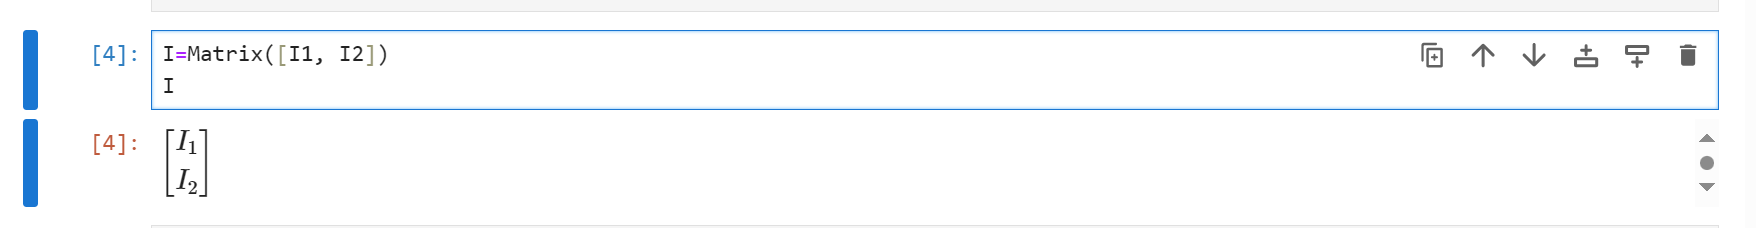 [4]: I=Matrix([I1, I2])
I
[4]: [I₁
I₂]